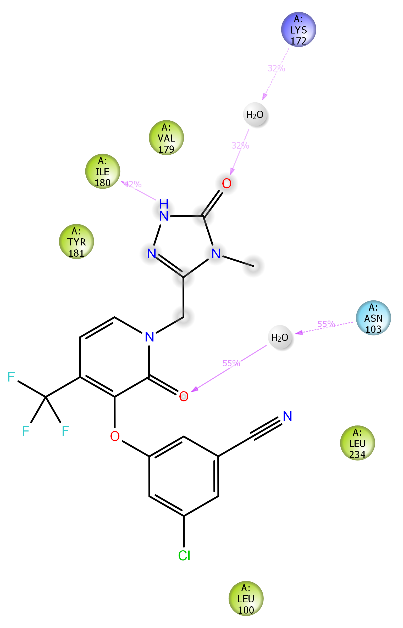 A:
LYS
172
32%
H₂O
32%
A:
VAL
179
A:
ILE
180
42%
H
NH
O
A:
TYR
181
N
N
A:
ASN
103
55%
H₂O
55%
N
O
F
F
F
O
N
A:
LEU
234
Cl
A:
LEU
100